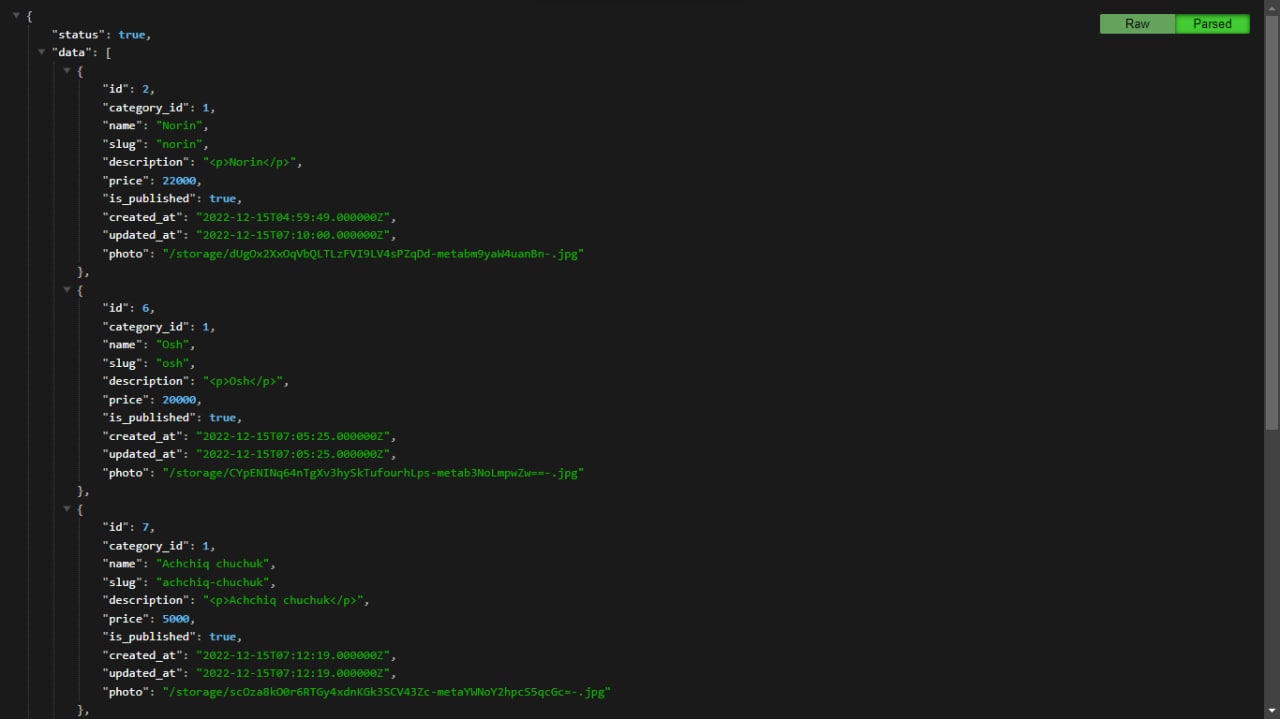 {
"status": true,
"data": [
{
"id": 2,
"category_id": 1,
"name": "Norin",
"slug": "norin",
"description": "<p>Norin</p>",
"price": 22000,
"is_published": true,
"created_at": "2022-12-15T04:59:49.000000Z",
"updated_at": "2022-12-15T07:10:00.000000Z",
"photo": "/storage/dUgOx2XxOqVbQLTLzFVI9LV4sPZqDd-metabm9yaW4uanBn-.jpg"
},
{
"id": 6,
"category_id": 1,
"name": "Osh",
"slug": "osh",
"description": "<p>Osh</p>",
"price": 20000,
"is_published": true,
"created_at": "2022-12-15T07:05:25.000000Z",
"updated_at": "2022-12-15T07:05:25.000000Z",
"photo": "/storage/CYpENINq64nTgXv3hySkTufourhLps-metab3NoLmpwZw==-.jpg"
},
{
"id": 7,
"category_id": 1,
"name": "Achchiq chuchuk",
"slug": "achchiq-chuchuk",
"description": "<p>Achchiq chuchuk</p>",
"price": 5000,
"is_published": true,
"created_at": "2022-12-15T07:12:19.000000Z",
"updated_at": "2022-12-15T07:12:19.000000Z",
"photo": "/storage/scOza8kO0r6RTGy4xdnKGk3SCV43Zc-metaYWNoY2hpcS5qcGc=-.jpg"
},
Raw
Parsed